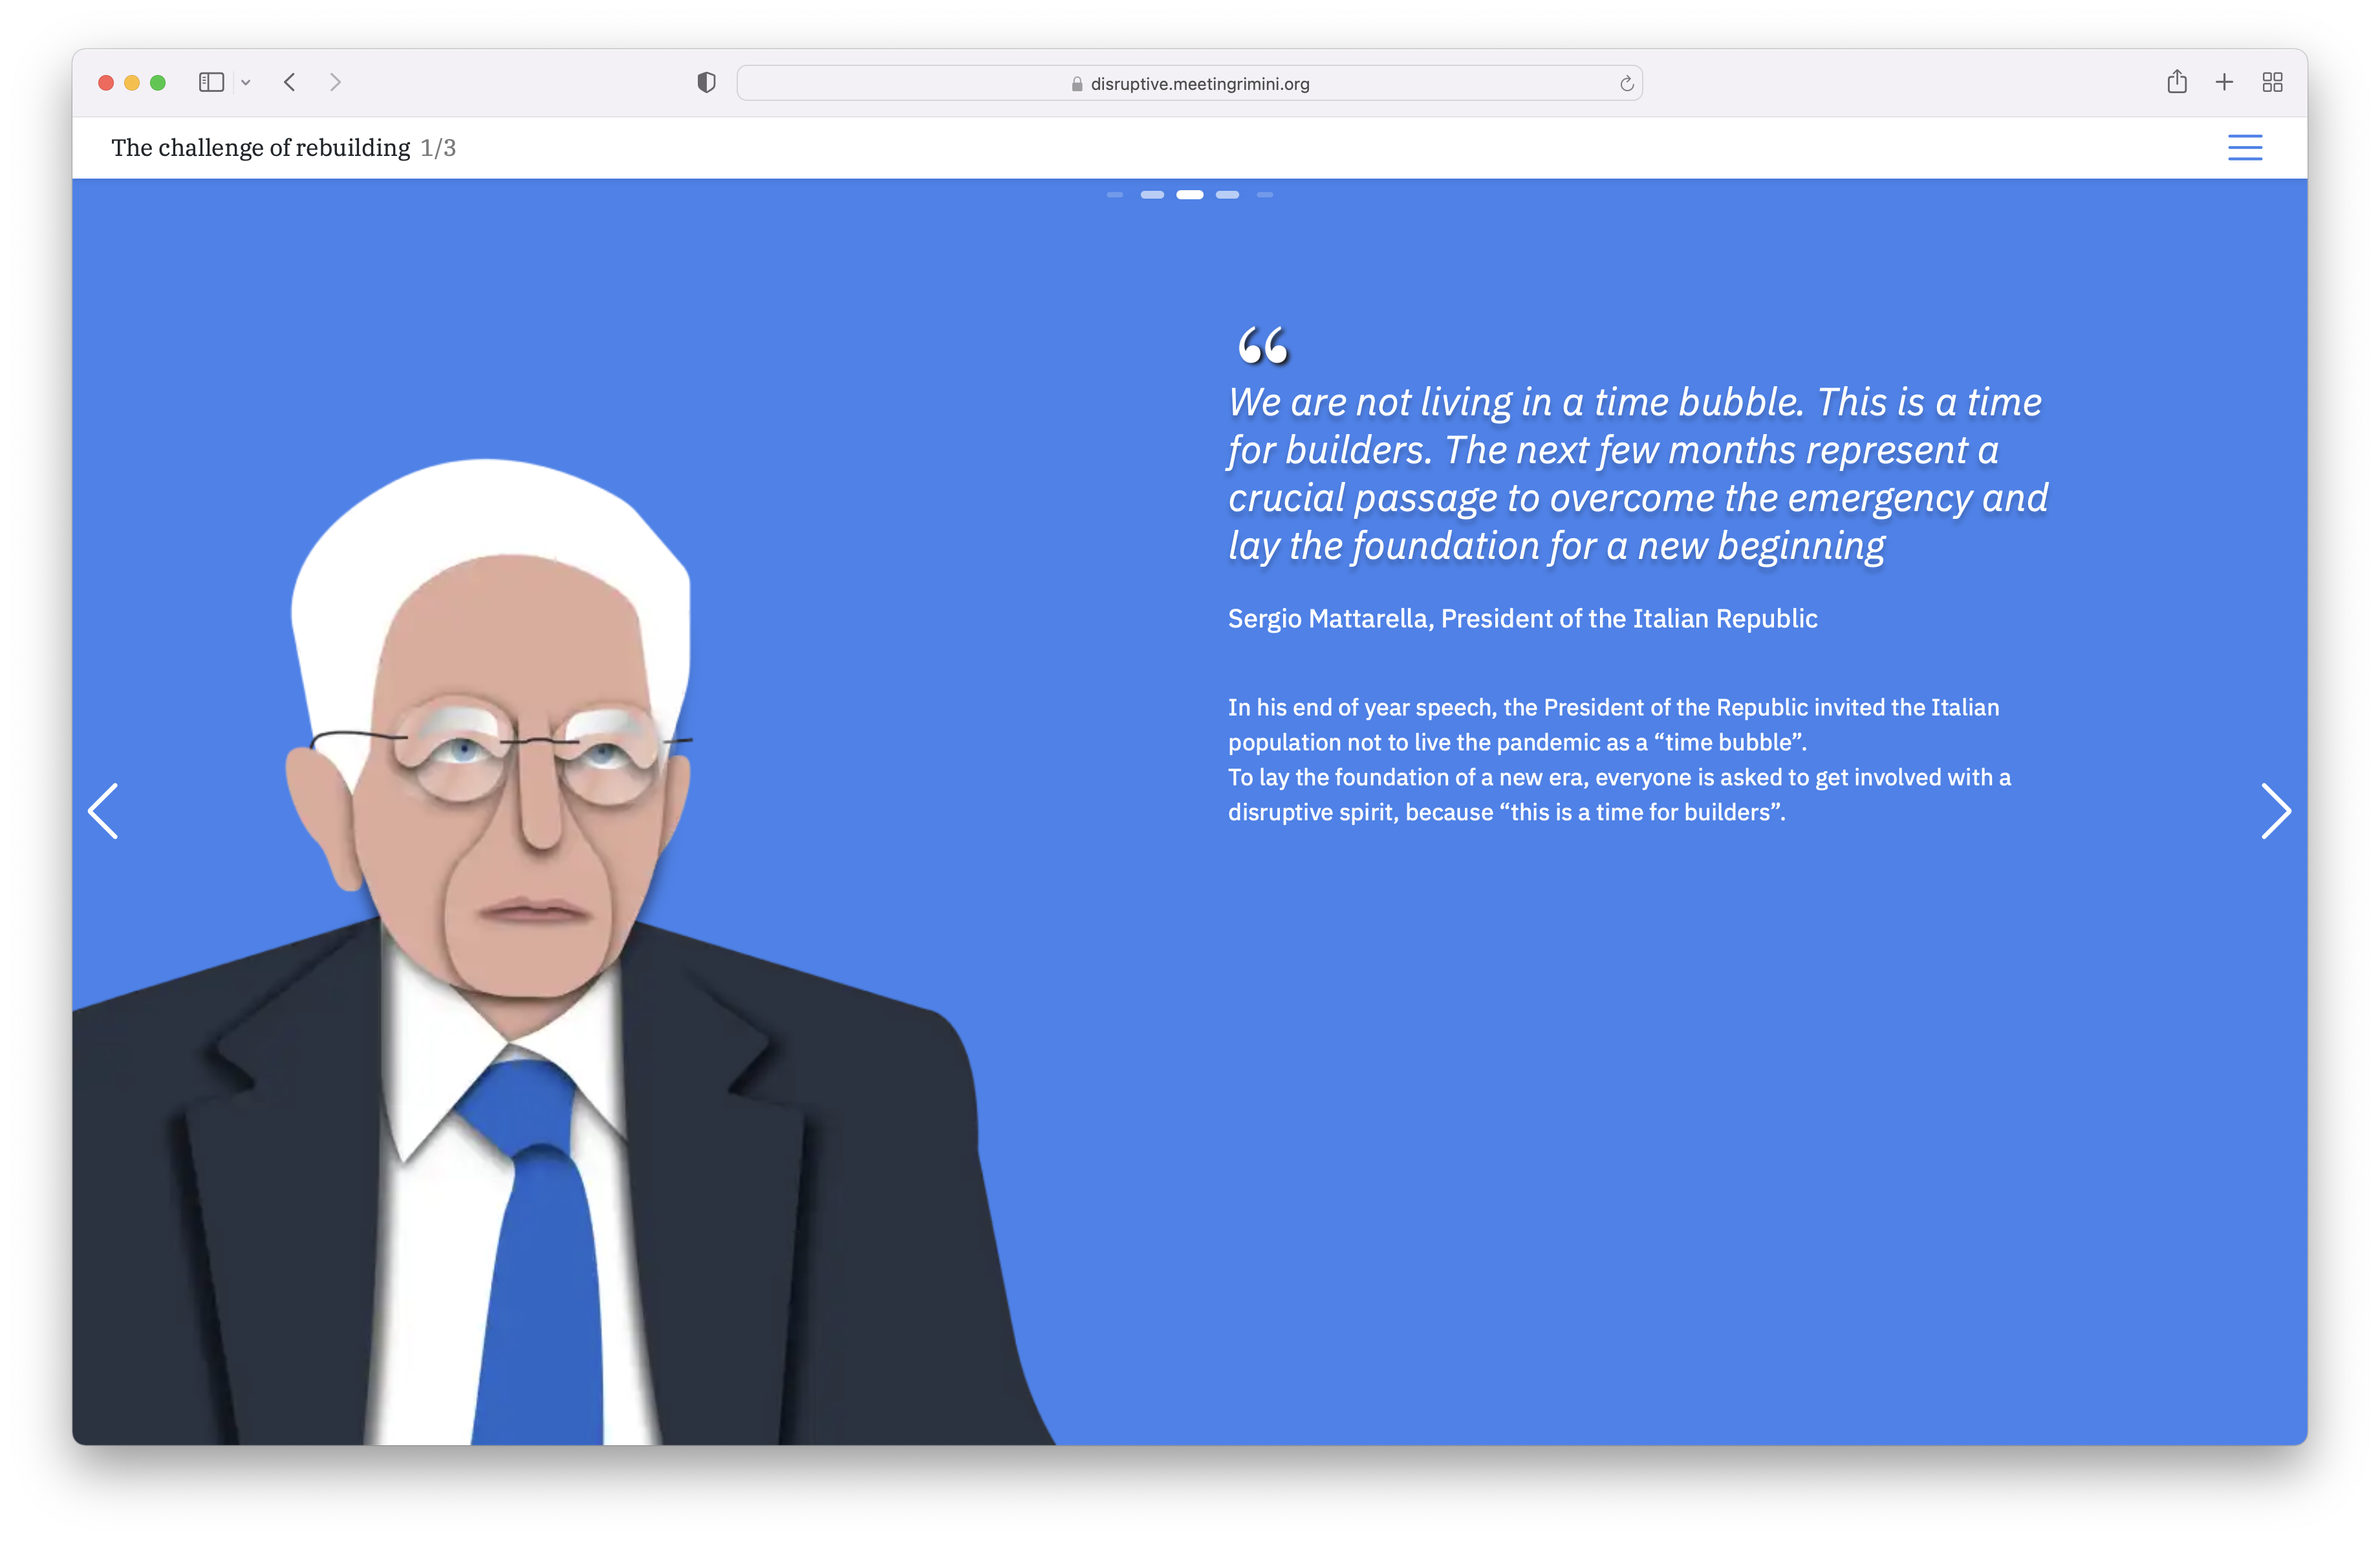 disruptive.meetingrimini.org
The challenge of rebuilding 1/3
“
We are not living in a time bubble. This is a time
for builders. The next few months represent a
crucial passage to overcome the emergency and
lay the foundation for a new beginning
Sergio Mattarella, President of the Italian Republic
In his end of year speech, the President of the Republic invited the Italian
population not to live the pandemic as a “time bubble”.
To lay the foundation of a new era, everyone is asked to get involved with a
disruptive spirit, because “this is a time for builders”.